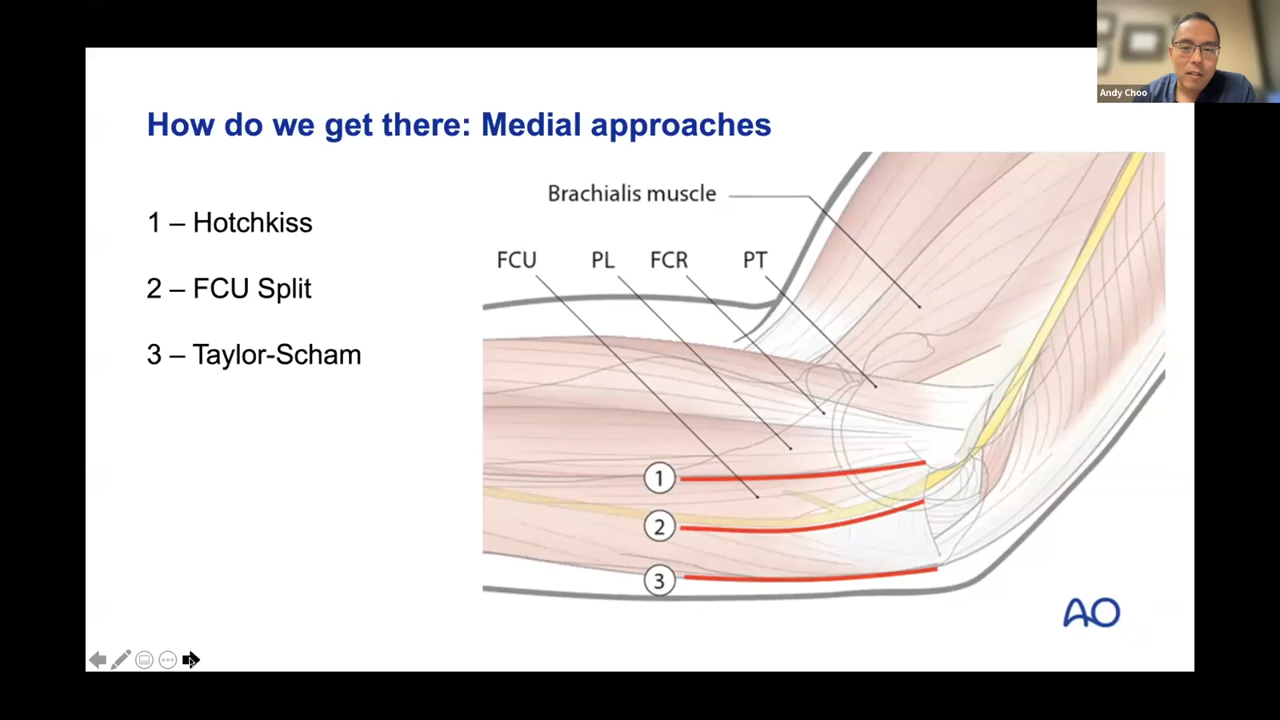 Andy Choo
How do we get there: Medial approaches
1 – Hotchkiss
2 – FCU Split
3 – Taylor-Scham
Brachialis muscle
FCU PL FCR PT
1
2
3
AO